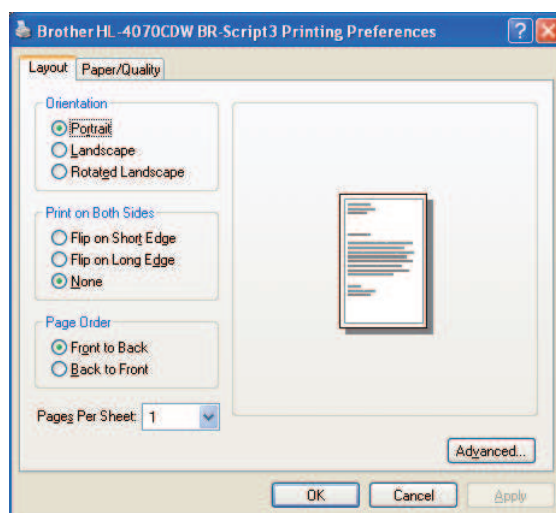 Brother HL-4070CDW BR-Script3 Printing Preferences
Layout Paper/Quality
Orientation
Portrait
Landscape
Rotated Landscape
Print on Both Sides
Flip on Short Edge
Flip on Long Edge
None
Page Order
Front to Back
Back to Front
Pages Per Sheet: 1
Advanced...
OK Cancel Apply